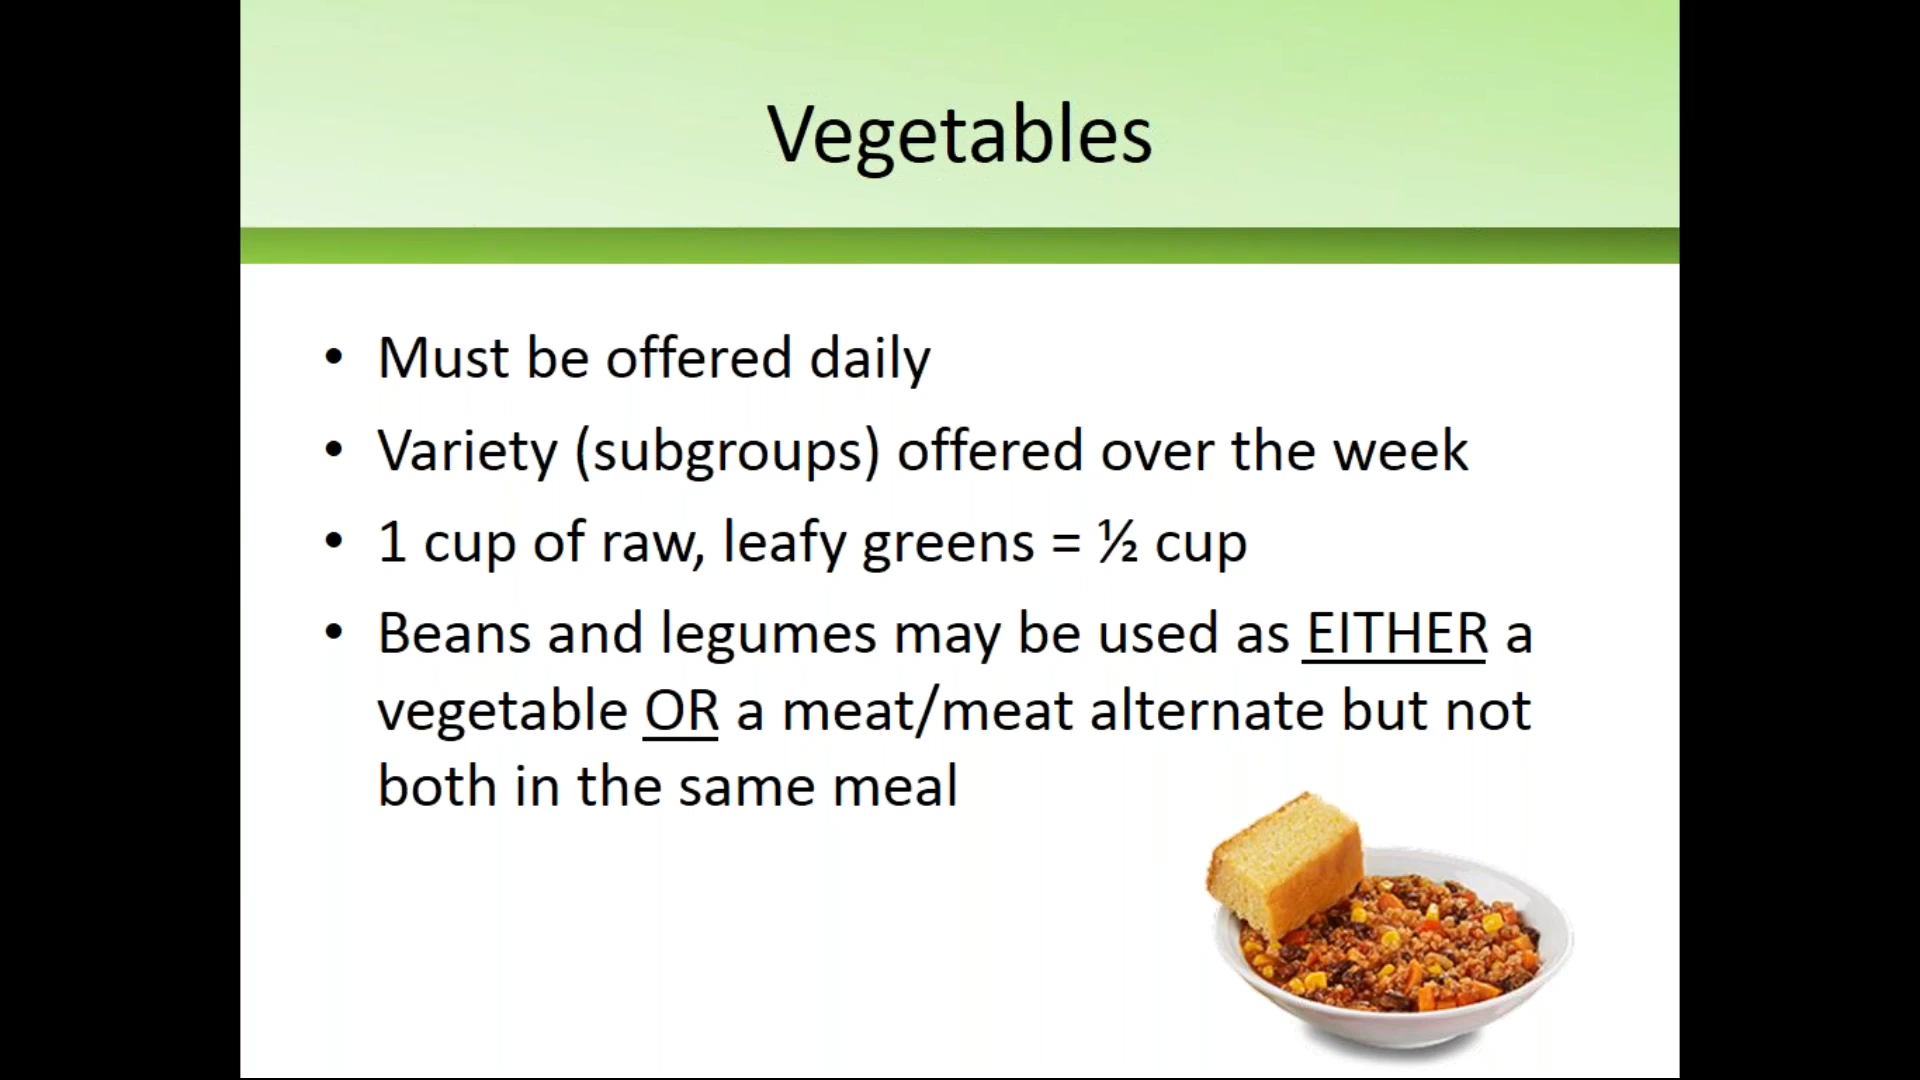 Vegetables
• Must be offered daily
• Variety (subgroups) offered over the week
• 1 cup of raw, leafy greens = ½ cup
• Beans and legumes may be used as EITHER a
vegetable OR a meat/meat alternate but not
both in the same meal